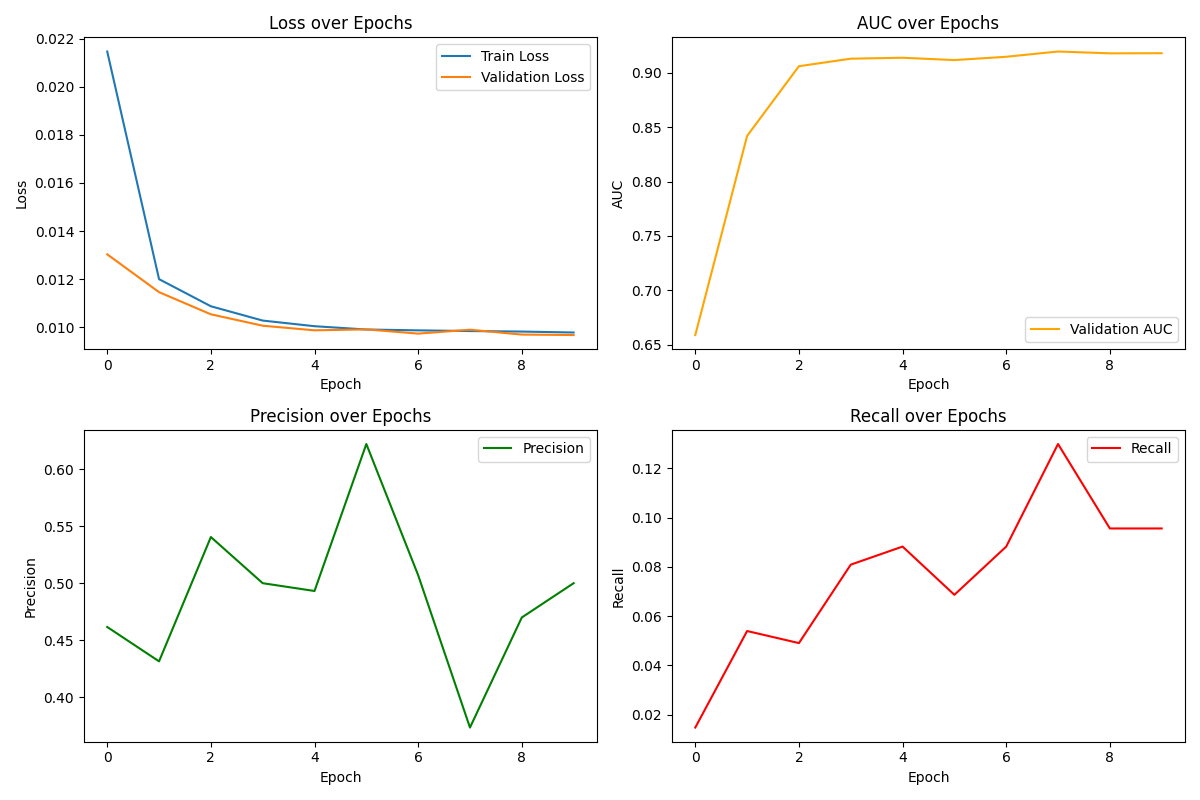 Loss over Epochs
0.022
0.020
0.018
0.016
0.014
0.012
0.010
Loss
Train Loss
Validation Loss
0 2 4 6 8
Epoch
AUC over Epochs
0.90
0.85
0.80
0.75
0.70
0.65
AUC
Validation AUC
0 2 4 6 8
Epoch
Precision over Epochs
0.60
0.55
0.50
0.45
0.40
Precision
Precision
0 2 4 6 8
Epoch
Recall over Epochs
0.12
0.10
0.08
0.06
0.04
0.02
Recall
Recall
0 2 4 6 8
Epoch